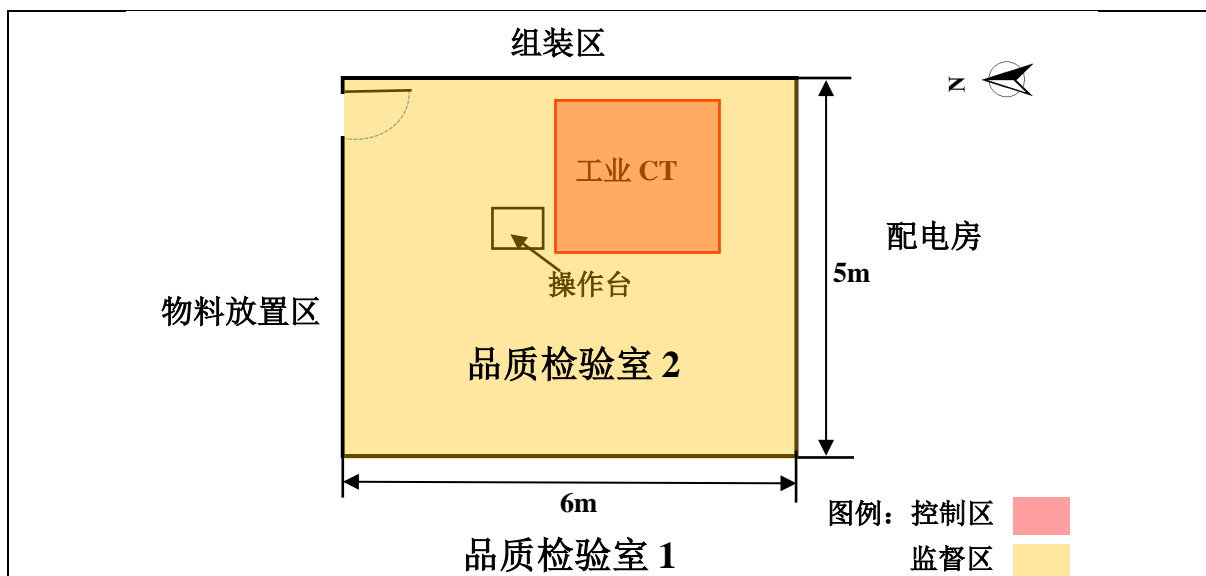 组装区
N
工业 CT
配电房
操作台
5m
物料放置区
品质检验室 2
6m
图例：控制区
品质检验室 1
监督区